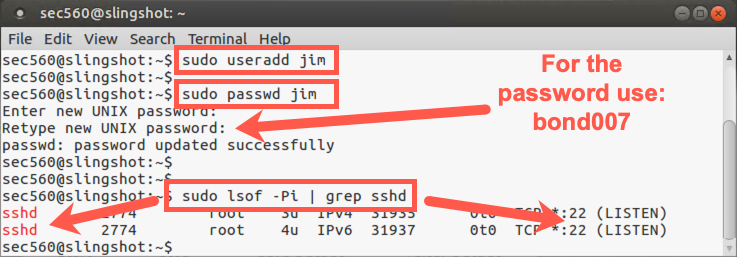 sec560@slingshot: ~
File Edit View Search Terminal Help
sec560@slingshot:~$ sudo useradd jim
sec560@slingshot:~$
sec560@slingshot:~$ sudo passwd jim
Enter new UNIX password:
Retype new UNIX password:
passwd: password updated successfully
sec560@slingshot:~$
sec560@slingshot:~$
sec560@slingshot:~$ sudo lsof -Pi | grep sshd
sshd 2774 root 3u IPv4 31935 0t0 TCP *:22 (LISTEN)
sshd 2774 root 4u IPv6 31937 0t0 TCP *:22 (LISTEN)
sec560@slingshot:~$
For the
password use:
bond007